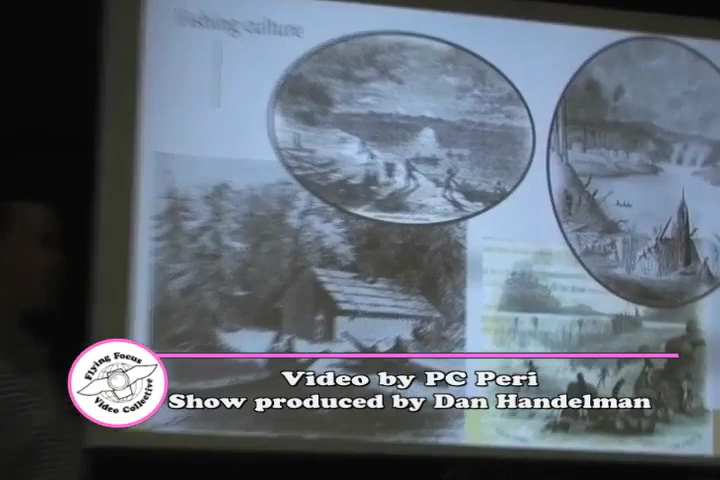 Fishing culture
Flying Focus
Video Collective
Video by PC Peri
Show produced by Dan Handelman